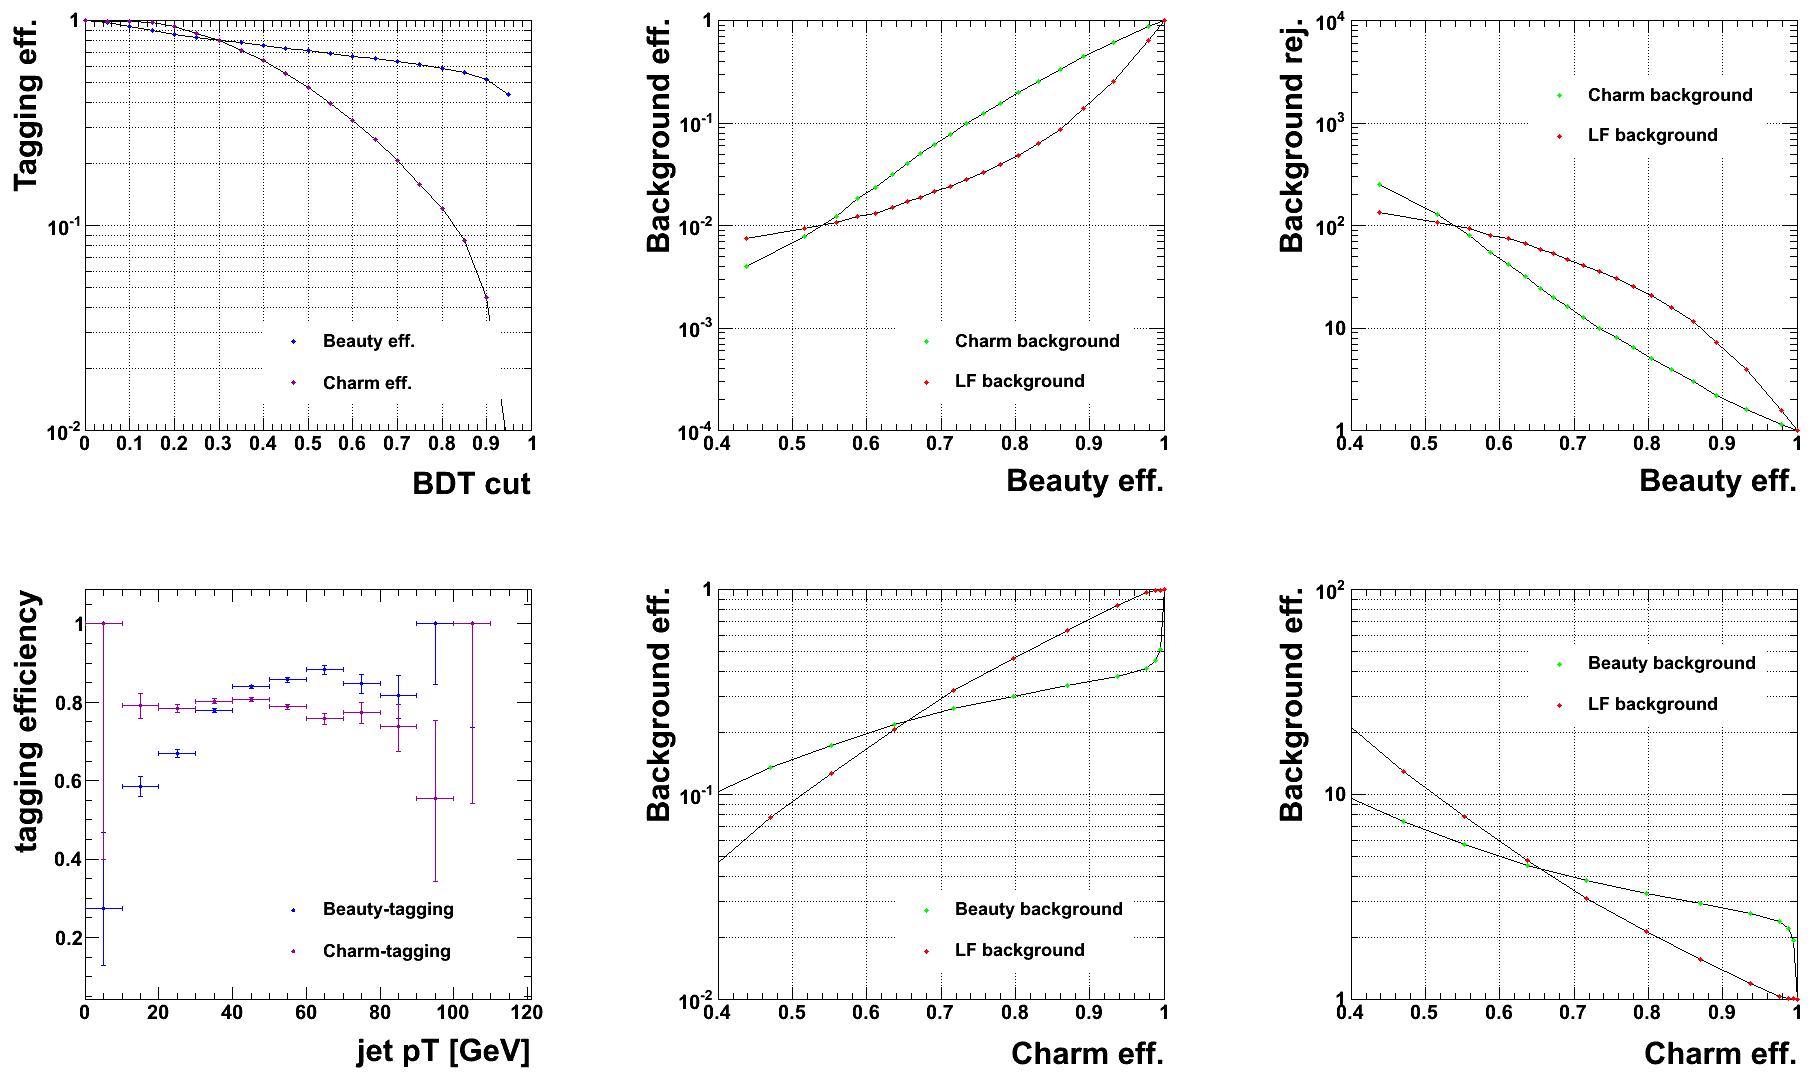 Tagging eff.
1
10-1
10-2
0 0.1 0.2 0.3 0.4 0.5 0.6 0.7 0.8 0.9 1
BDT cut
Beauty eff.
Charm eff.
Background eff.
1
10-1
10-2
10-3
10-4
0.4 0.5 0.6 0.7 0.8 0.9 1
Beauty eff.
Charm background
LF background
Background rej.
104
103
102
10
1
0.4 0.5 0.6 0.7 0.8 0.9 1
Beauty eff.
Charm background
LF background
tagging efficiency
1
0.8
0.6
0.4
0.2
0 20 40 60 80 100 120
jet pT [GeV]
Beauty-tagging
Charm-tagging
Background eff.
1
10-1
10-2
0.4 0.5 0.6 0.7 0.8 0.9 1
Charm eff.
Beauty background
LF background
Background eff.
102
10
1
0.4 0.5 0.6 0.7 0.8 0.9 1
Charm eff.
Beauty background
LF background